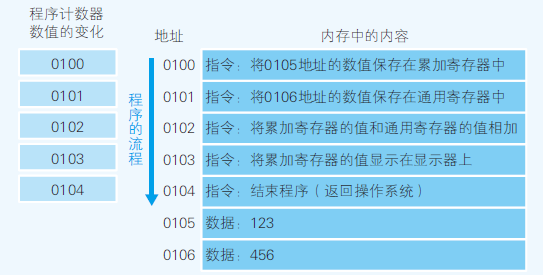 程序计数器
数值的变化
地址
内存中的内容
0100
0101
0102
0103
0104
程序的流程
0100 指令：将0105地址的数值保存在累加寄存器中
0101 指令：将0106地址的数值保存在通用寄存器中
0102 指令：将累加寄存器的值和通用寄存器的值相加
0103 指令：将累加寄存器的值显示在显示器上
0104 指令：结束程序（返回操作系统）
0105 数据：123
0106 数据：456